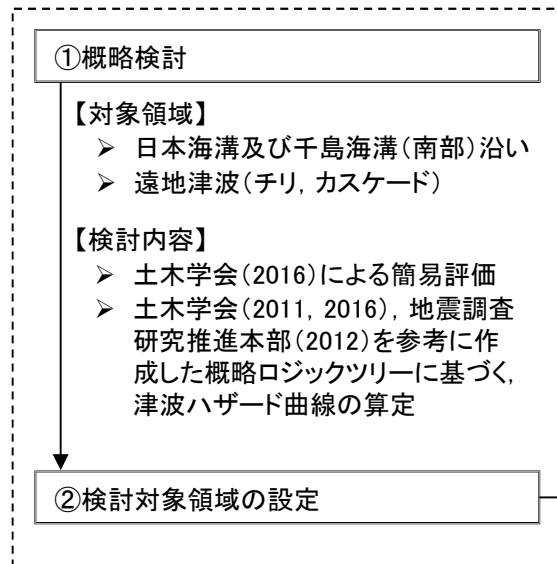 ①概略検討
【対象領域】
➢ 日本海溝及び千島海溝(南部)沿い
➢ 遠地津波(チリ,カスケード)
【検討内容】
➢ 土木学会(2016)による簡易評価
➢ 土木学会(2011, 2016),地震調査
研究推進本部(2012)を参考に作
成した概略ロジックツリーに基づく,
津波ハザード曲線の算定
②検討対象領域の設定